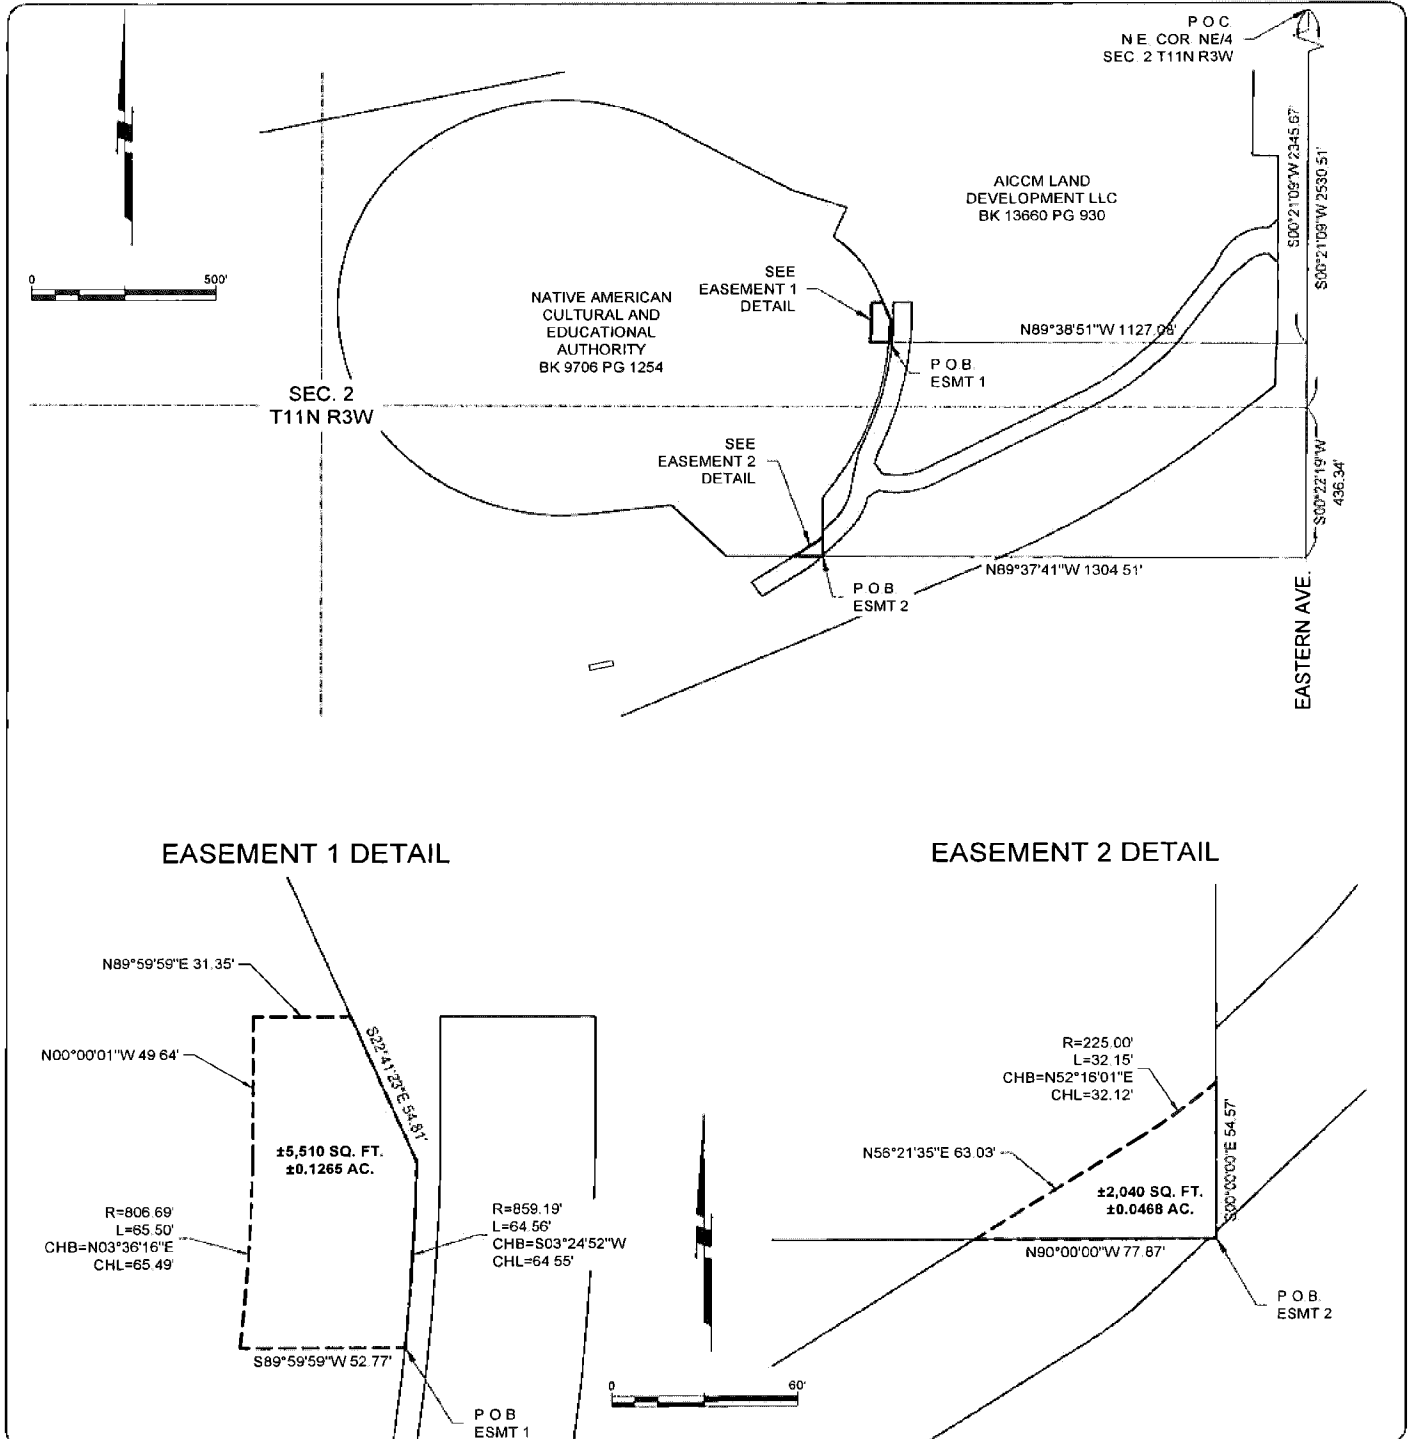 P O C
N E. COR. NE/4
SEC. 2 T11N R3W
S00°21'09"W 2345.67'
S00°21'09"W 2530.51'
AICCM LAND
DEVELOPMENT LLC
BK 13660 PG 930
0 500'
SEE
EASEMENT 1
DETAIL
NATIVE AMERICAN
CULTURAL AND
EDUCATIONAL
AUTHORITY
BK 9706 PG 1254
N89°38'51"W 1127.08'
P O B.
ESMT 1
SEC. 2
T11N R3W
SEE
EASEMENT 2
DETAIL
S00°22'19"W
436.34'
N89°37'41"W 1304 51'
P.O B.
ESMT 2
EASTERN AVE.
EASEMENT 1 DETAIL
N89°59'59"E 31.35'
N00°00'01"W 49 64'
S22°41'23"E 54.81'
±5,510 SQ. FT.
±0.1265 AC.
R=806.69'
L=65.50'
CHB=N03°36'16"E
CHL=65.49'
R=859.19'
L=64.56'
CHB=S03°24'52"W
CHL=64 55'
S89°59'59"W 52.77'
P O B
ESMT 1
0 60'
EASEMENT 2 DETAIL
R=225.00'
L=32.15'
CHB=N52°16'01"E
CHL=32.12'
N56°21'35"E 63.03'
±2,040 SQ. FT.
±0.0468 AC.
S00°00'00"E 54.57'
N90°00'00"W 77.87'
P O B.
ESMT 2